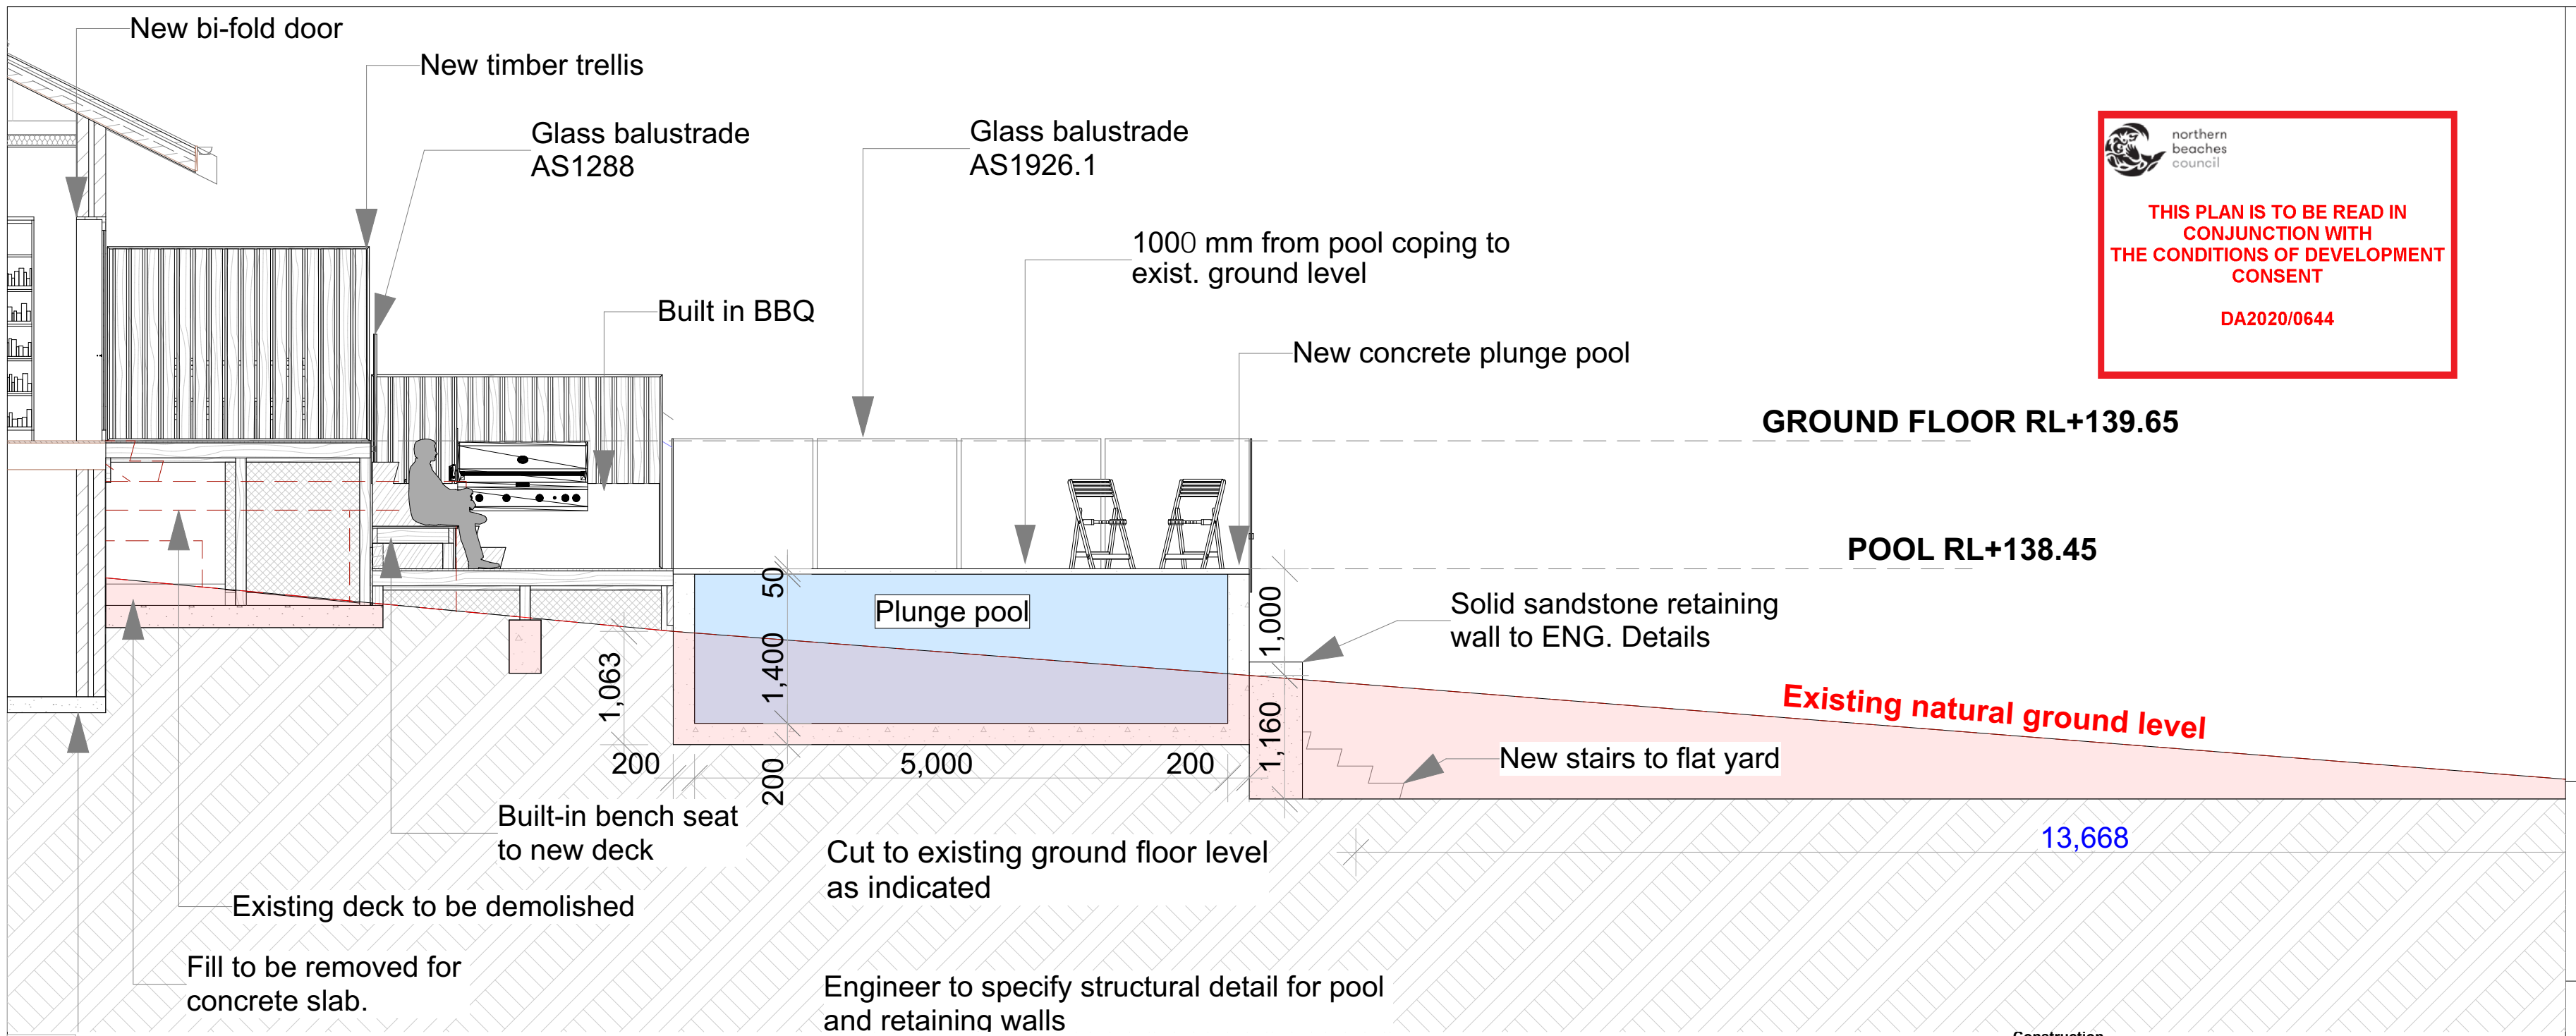 New bi-fold door
New timber trellis
Glass balustrade
AS1288
Glass balustrade
AS1926.1
1000 mm from pool coping to
exist. ground level
Built in BBQ
New concrete plunge pool
northern
beaches
council
THIS PLAN IS TO BE READ IN
CONJUNCTION WITH
THE CONDITIONS OF DEVELOPMENT
CONSENT
DA2020/0644
GROUND FLOOR RL+139.65
POOL RL+138.45
50
Plunge pool
1,400
1,063
1,000
Solid sandstone retaining
wall to ENG. Details
Existing natural ground level
1,160
New stairs to flat yard
200
200
5,000
200
13,668
Built-in bench seat
to new deck
Cut to existing ground floor level
as indicated
Existing deck to be demolished
Fill to be removed for
concrete slab.
Engineer to specify structural detail for pool
and retaining walls
Construction